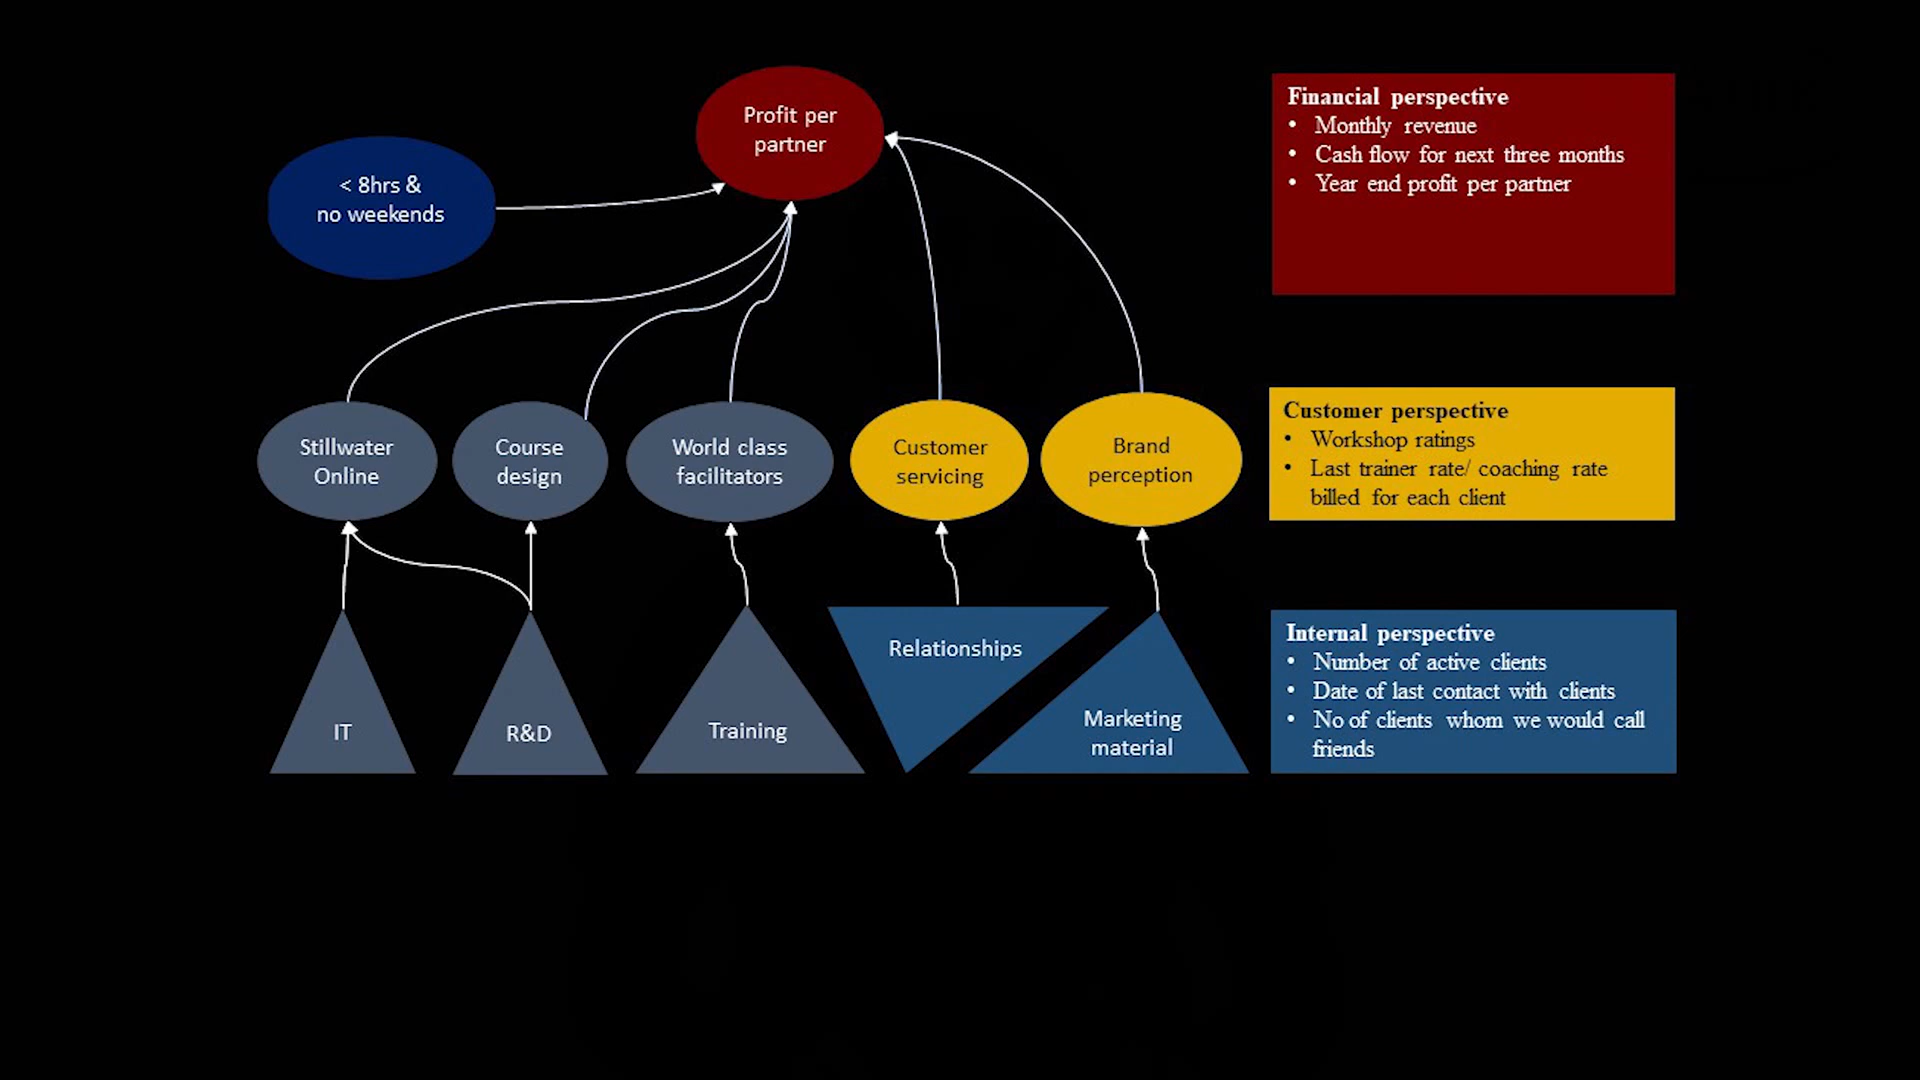 Profit per
partner
< 8hrs &
no weekends
Stillwater
Online
Course
design
World class
facilitators
Customer
servicing
Brand
perception
IT
R&D
Training
Relationships
Marketing
material
Financial perspective
• Monthly revenue
• Cash flow for next three months
• Year end profit per partner
Customer perspective
• Workshop ratings
• Last trainer rate/ coaching rate
billed for each client
Internal perspective
• Number of active clients
• Date of last contact with clients
• No of clients whom we would call
friends